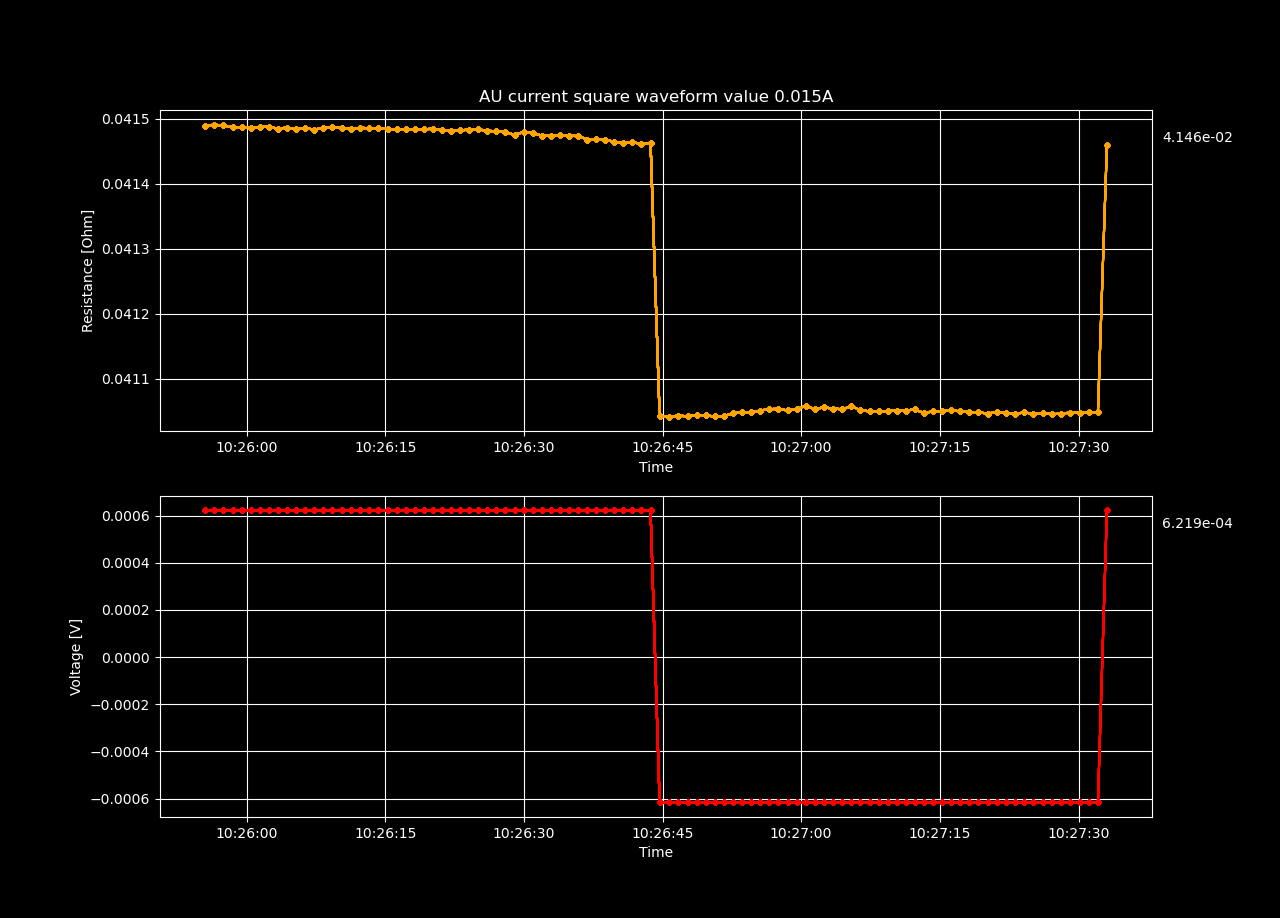 AU current square waveform value 0.015A
0.0415
4.146e-02
0.0414
0.0413
0.0412
0.0411
Resistance [Ohm]
10:26:00 10:26:15 10:26:30 10:26:45 10:27:00 10:27:15 10:27:30
Time
0.0006
6.219e-04
0.0004
0.0002
0.0000
−0.0002
−0.0004
−0.0006
Voltage [V]
10:26:00 10:26:15 10:26:30 10:26:45 10:27:00 10:27:15 10:27:30
Time